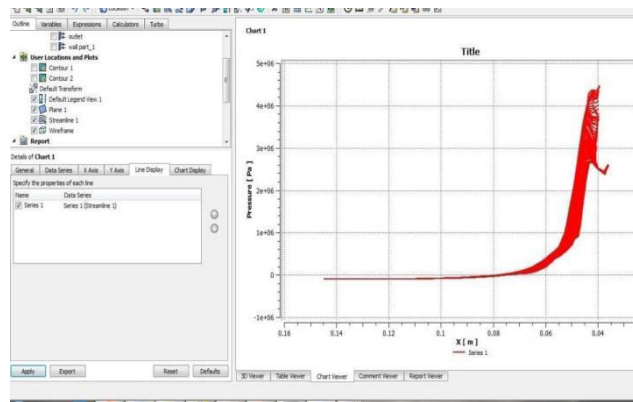 Location
Outline Variables Expressions Calculators Turbo
outlet
wall part_1
User Locations and Plots
Contour 1
Contour 2
Default Transform
Default Legend View 1
Plane 1
Streamline 1
Wireframe
Report
Details of Chart 1
General Data Series X Axis Y Axis Line Display Chart Display
Specify the properties of each line
Name Data Series
Series 1 Series 1 (Streamline 1)
Apply Export Reset Defaults
Chart 1
Title
5e+06
4e+06
3e+06
2e+06
1e+06
0
-1e+06
Pressure [ Pa ]
0.16 0.14 0.12 0.1 0.08 0.06 0.04
X [ m ]
Series 1
3D Viewer Table Viewer Chart Viewer Comment Viewer Report Viewer